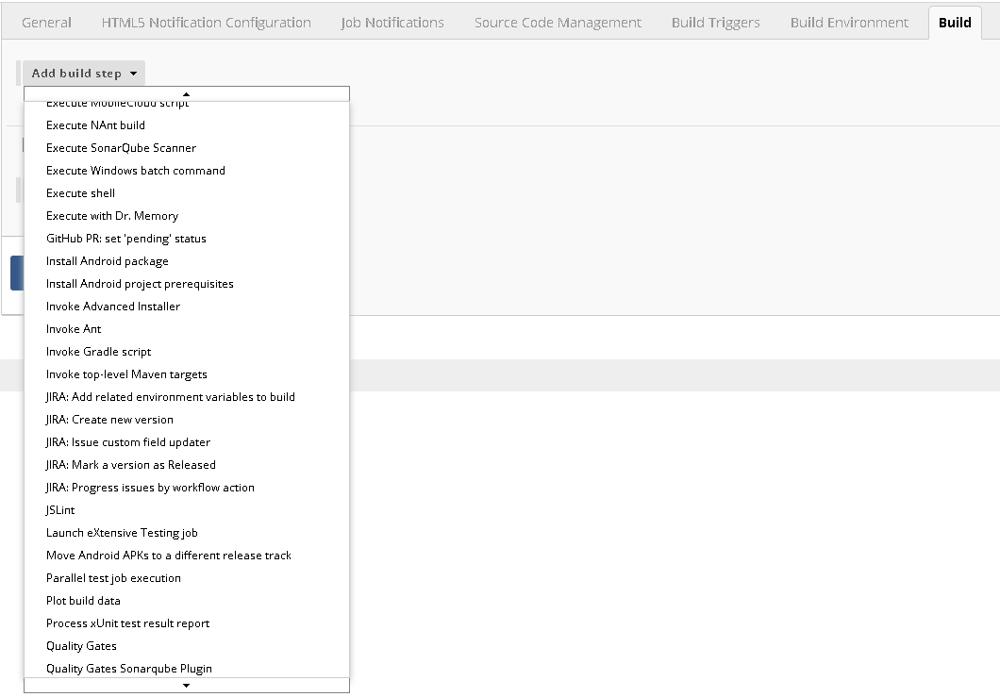 General HTML5 Notification Configuration Job Notifications Source Code Management Build Triggers Build Environment Build
Add build step
Execute MobileCloud script
Execute NAnt build
Execute SonarQube Scanner
Execute Windows batch command
Execute shell
Execute with Dr. Memory
GitHub PR: set 'pending' status
Install Android package
Install Android project prerequisites
Invoke Advanced Installer
Invoke Ant
Invoke Gradle script
Invoke top-level Maven targets
JIRA: Add related environment variables to build
JIRA: Create new version
JIRA: Issue custom field updater
JIRA: Mark a version as Released
JIRA: Progress issues by workflow action
JSLint
Launch eXtensive Testing job
Move Android APKs to a different release track
Parallel test job execution
Plot build data
Process xUnit test result report
Quality Gates
Quality Gates Sonarqube Plugin